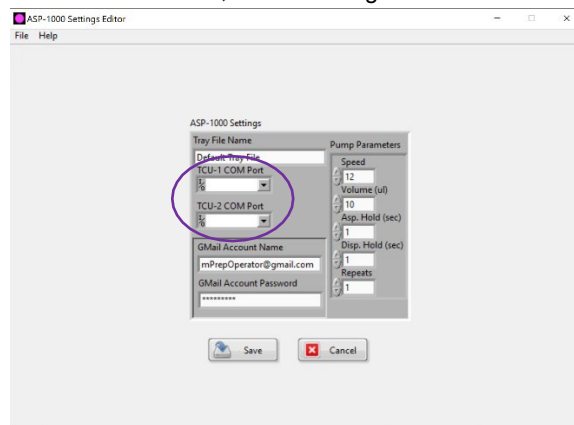 ASP-1000 Settings Editor
File Help
ASP-1000 Settings
Tray File Name
Default Tray File
TCU-1 COM Port
TCU-2 COM Port
GMail Account Name
mPrepOperator@gmail.com
GMail Account Password
*********
Pump Parameters
Speed
12
Volume (ul)
10
Asp. Hold (sec)
1
Disp. Hold (sec)
1
Repeats
1
Save
Cancel